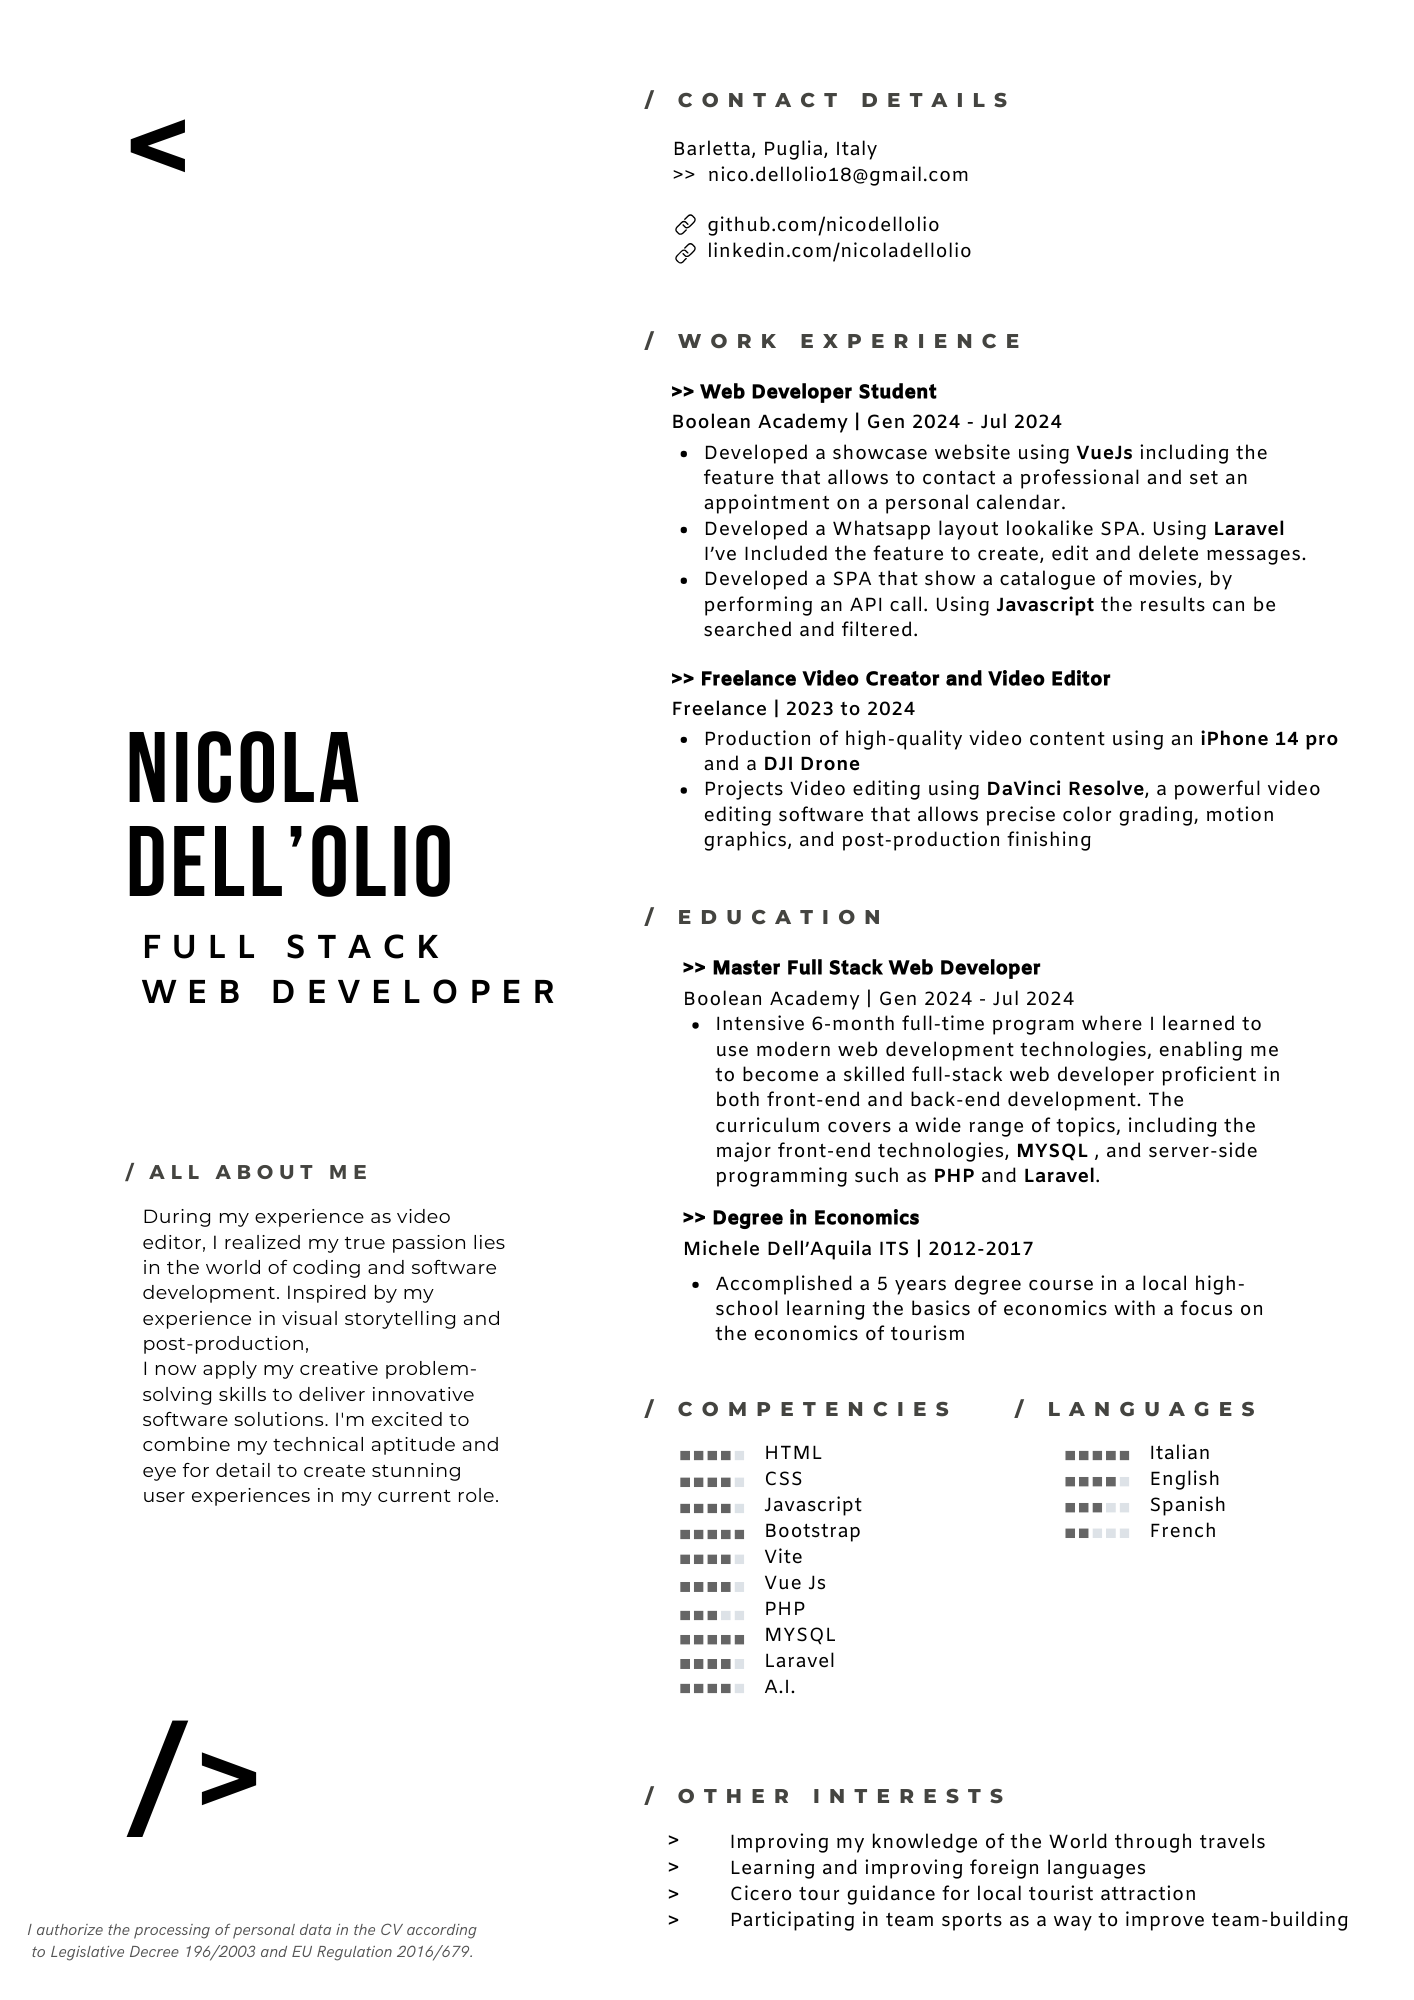 <
NICOLA
DELL’OLIO
FULL STACK
WEB DEVELOPER
/ ALL ABOUT ME
During my experience as video
editor, I realized my true passion lies
in the world of coding and software
development. Inspired by my
experience in visual storytelling and
post-production,
I now apply my creative problem-
solving skills to deliver innovative
software solutions. I'm excited to
combine my technical aptitude and
eye for detail to create stunning
user experiences in my current role.
/>
I authorize the processing of personal data in the CV according
to Legislative Decree 196/2003 and EU Regulation 2016/679.
/ CONTACT DETAILS
Barletta, Puglia, Italy
>> nico.dellolio18@gmail.com
github.com/nicodellolio
linkedin.com/nicoladellolio
/ WORK EXPERIENCE
>> Web Developer Student
Boolean Academy | Gen 2024 - Jul 2024
• Developed a showcase website using VueJs including the
feature that allows to contact a professional and set an
appointment on a personal calendar.
• Developed a Whatsapp layout lookalike SPA. Using Laravel
I’ve Included the feature to create, edit and delete messages.
• Developed a SPA that show a catalogue of movies, by
performing an API call. Using Javascript the results can be
searched and filtered.
>> Freelance Video Creator and Video Editor
Freelance | 2023 to 2024
• Production of high-quality video content using an iPhone 14 pro
and a DJI Drone
• Projects Video editing using DaVinci Resolve, a powerful video
editing software that allows precise color grading, motion
graphics, and post-production finishing
/ EDUCATION
>> Master Full Stack Web Developer
Boolean Academy | Gen 2024 - Jul 2024
• Intensive 6-month full-time program where I learned to
use modern web development technologies, enabling me
to become a skilled full-stack web developer proficient in
both front-end and back-end development. The
curriculum covers a wide range of topics, including the
major front-end technologies, MYSQL , and server-side
programming such as PHP and Laravel.
>> Degree in Economics
Michele Dell’Aquila ITS | 2012-2017
• Accomplished a 5 years degree course in a local high-
school learning the basics of economics with a focus on
the economics of tourism
/ COMPETENCIES
HTML
CSS
Javascript
Bootstrap
Vite
Vue Js
PHP
MYSQL
Laravel
A.I.
/ LANGUAGES
Italian
English
Spanish
French
/ OTHER INTERESTS
> Improving my knowledge of the World through travels
> Learning and improving foreign languages
> Cicero tour guidance for local tourist attraction
> Participating in team sports as a way to improve team-building